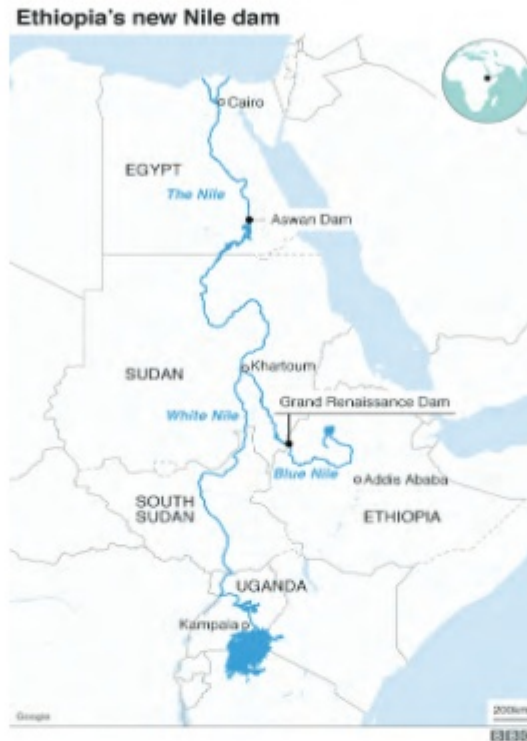 Ethiopia's new Nile dam
Cairo
EGYPT
The Nile
Aswan Dam
Khartoum
SUDAN
Grand Renaissance Dam
White Nile
Blue Nile
Addis Ababa
SOUTH
SUDAN
ETHIOPIA
UGANDA
Kampala
Google
200km
BBC